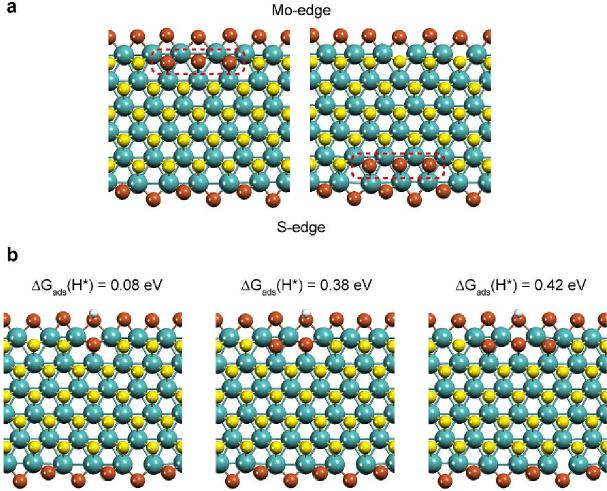 a
Mo-edge
S-edge
b
ΔGads(H*) = 0.08 eV
ΔGads(H*) = 0.38 eV
ΔGads(H*) = 0.42 eV